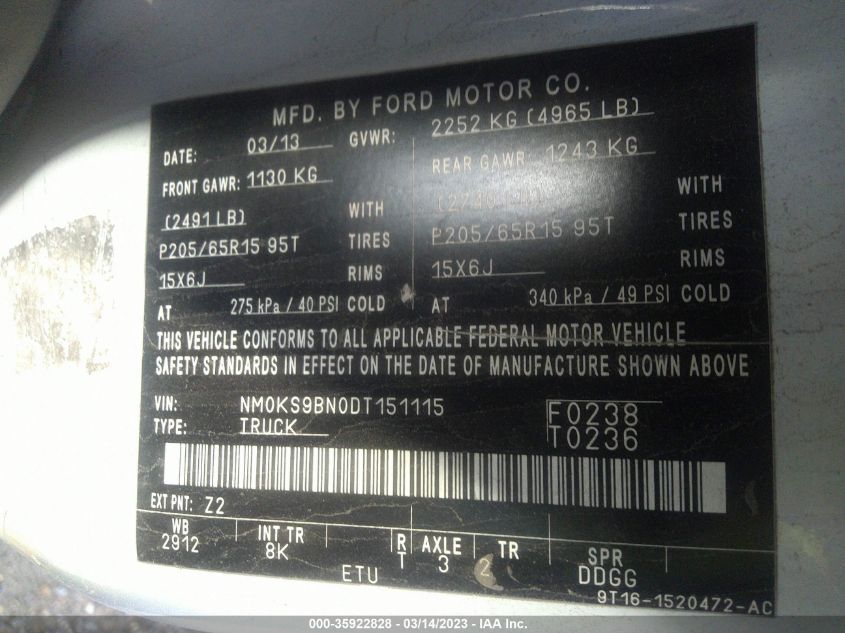 MFD. BY FORD MOTOR CO.
DATE: 03/13 GVWR: 2252 KG (4965 LB)
FRONT GAWR: 1130 KG REAR GAWR: 1243 KG
(2491 LB) WITH (2740 LB) WITH
P205/65R15 95T TIRES P205/65R15 95T TIRES
15X6J RIMS 15X6J RIMS
AT 275 kPa / 40 PSI COLD AT 340 kPa / 49 PSI COLD
THIS VEHICLE CONFORMS TO ALL APPLICABLE FEDERAL MOTOR VEHICLE
SAFETY STANDARDS IN EFFECT ON THE DATE OF MANUFACTURE SHOWN ABOVE
VIN: NM0KS9BN0DT151115 F0238
TYPE: TRUCK T0236
EXT PNT: Z2
WB INT TR R AXLE TR SPR
2912 8K T 3 2 DDGG
ETU
9T16-1520472-AC
000-35922828 - 03/14/2023 - IAA Inc.